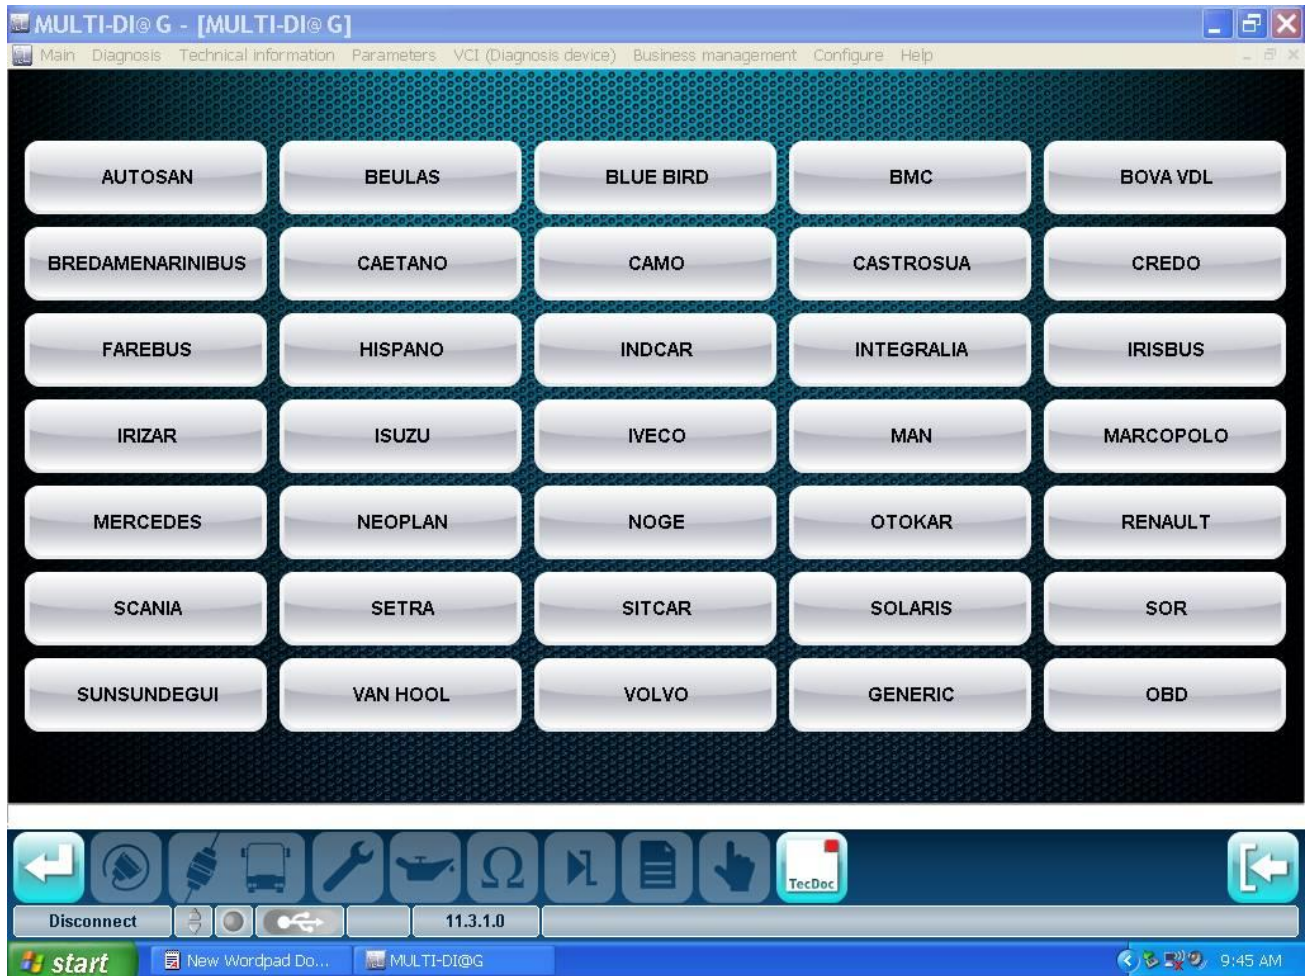 MULTI-DI@G - [MULTI-DI@G]
Main Diagnosis Technical information Parameters VCI (Diagnosis device) Business management Configure Help
AUTOSAN BEULAS BLUE BIRD BMC BOVA VDL
BREDAMENARINIBUS CAETANO CAMO CASTROSUA CREDO
FAREBUS HISPANO INDCAR INTEGRALIA IRISBUS
IRIZAR ISUZU IVECO MAN MARCOPOLO
MERCEDES NEOPLAN NOGE OTOKAR RENAULT
SCANIA SETRA SITCAR SOLARIS SOR
SUNSUNDEGUI VAN HOOL VOLVO GENERIC OBD
Ω TecDoc
Disconnect 11.3.1.0
start New Wordpad Do... MULTI-DI@G 9:45 AM